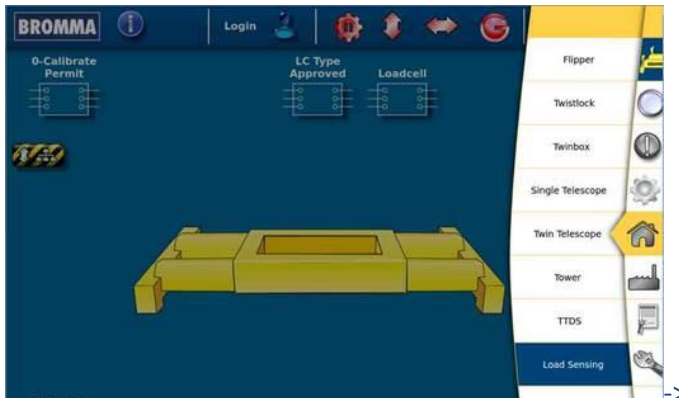 BROMMA
Login
0-Calibrate
Permit
LC Type
Approved
Loadcell
Flipper
Twistlock
Twinbox
Single Telescope
Twin Telescope
Tower
TTDS
Load Sensing
->